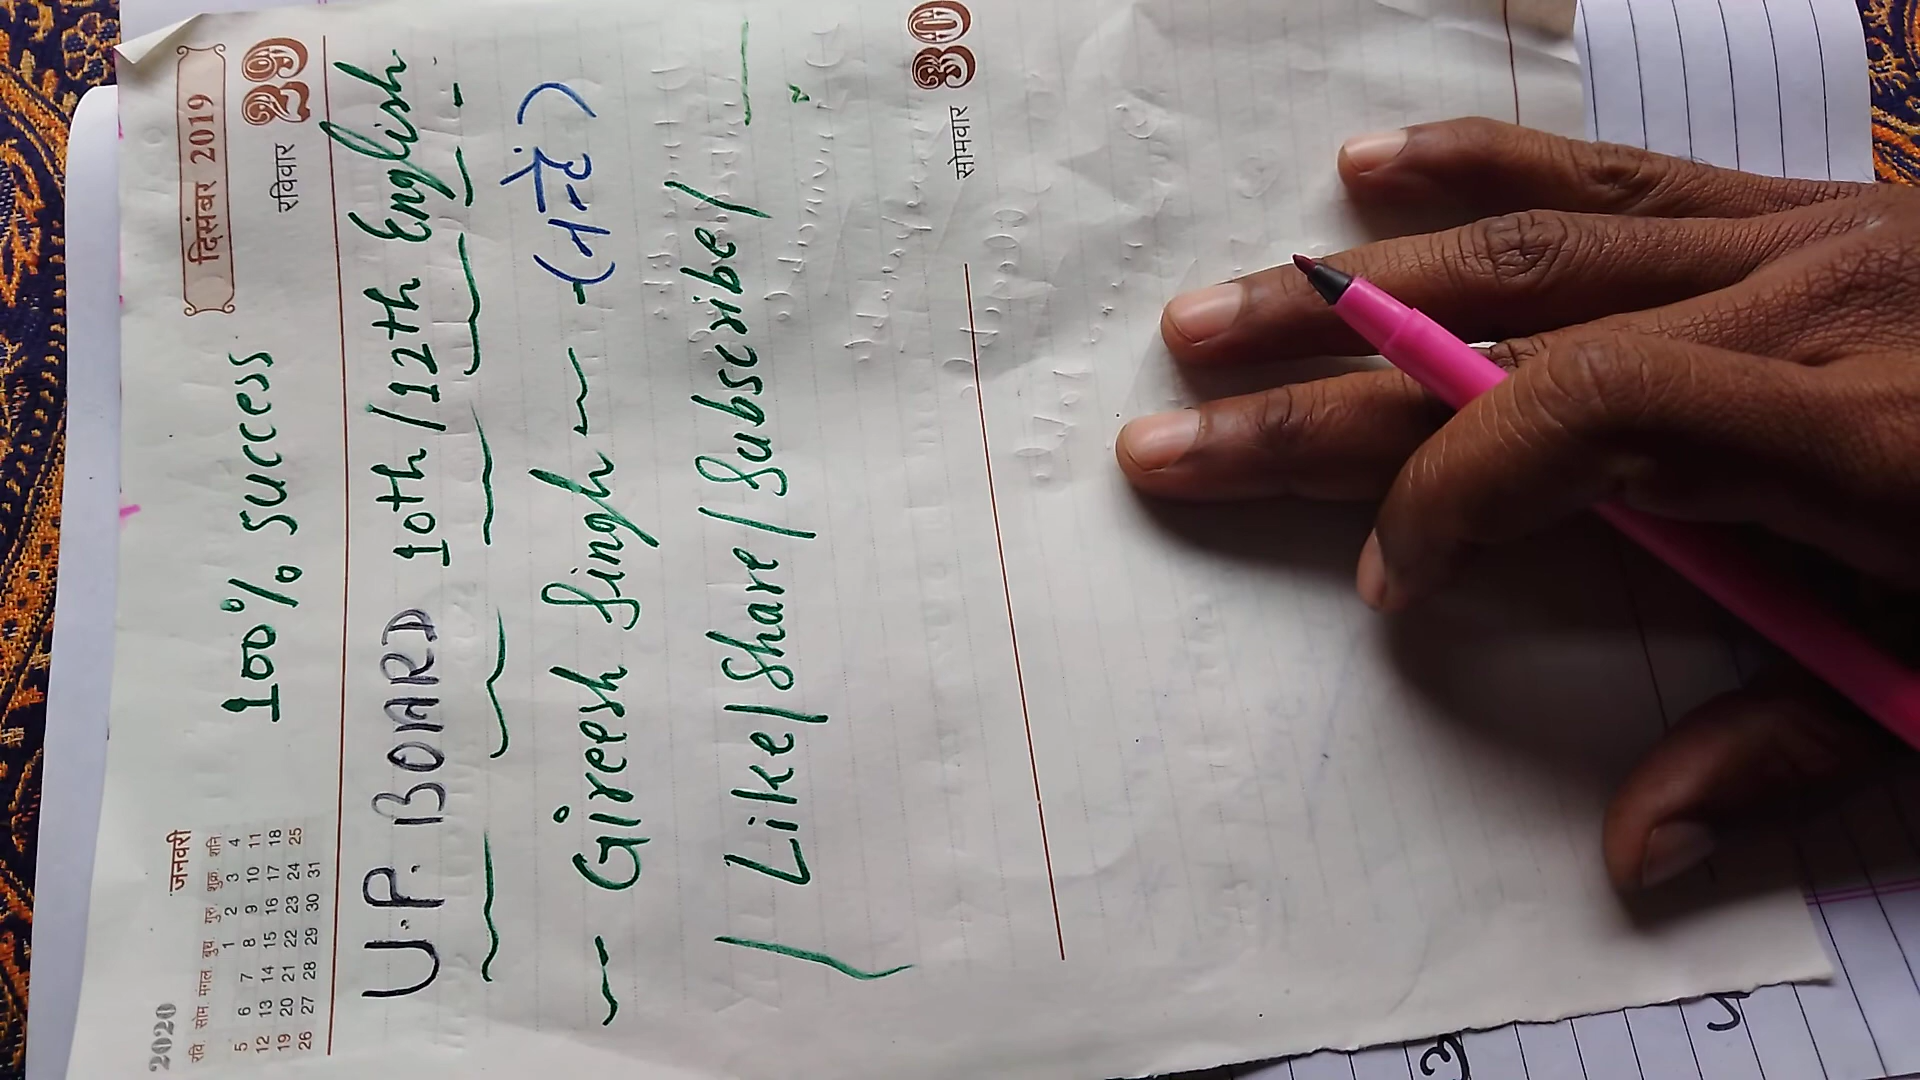 2020 जनवरी
रवि. सोम. मंगल. बुध. गुरु. शुक्र. शनि.
1 2 3 4
5 6 7 8 9 10 11
12 13 14 15 16 17 18
19 20 21 22 23 24 25
26 27 28 29 30 31
100% success
दिसंबर 2019
रविवार 29
U.P. BOARD 10th/12th English
Gireesh Singh (नन्हें)
Like/Share/Subscribe/
सोमवार 30